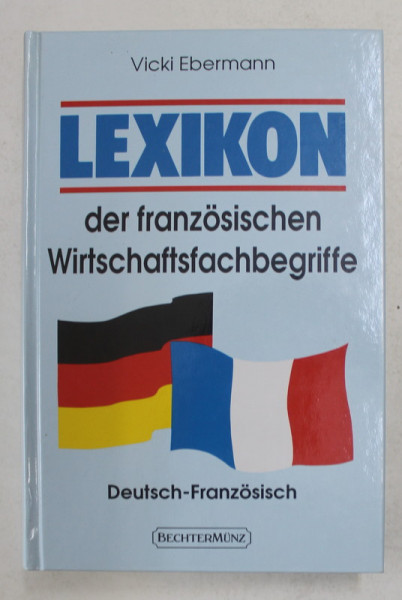 Vicki Ebermann
LEXIKON
der französischen
Wirtschaftsfachbegriffe
Deutsch-Französisch
BECHTERMÜNZ